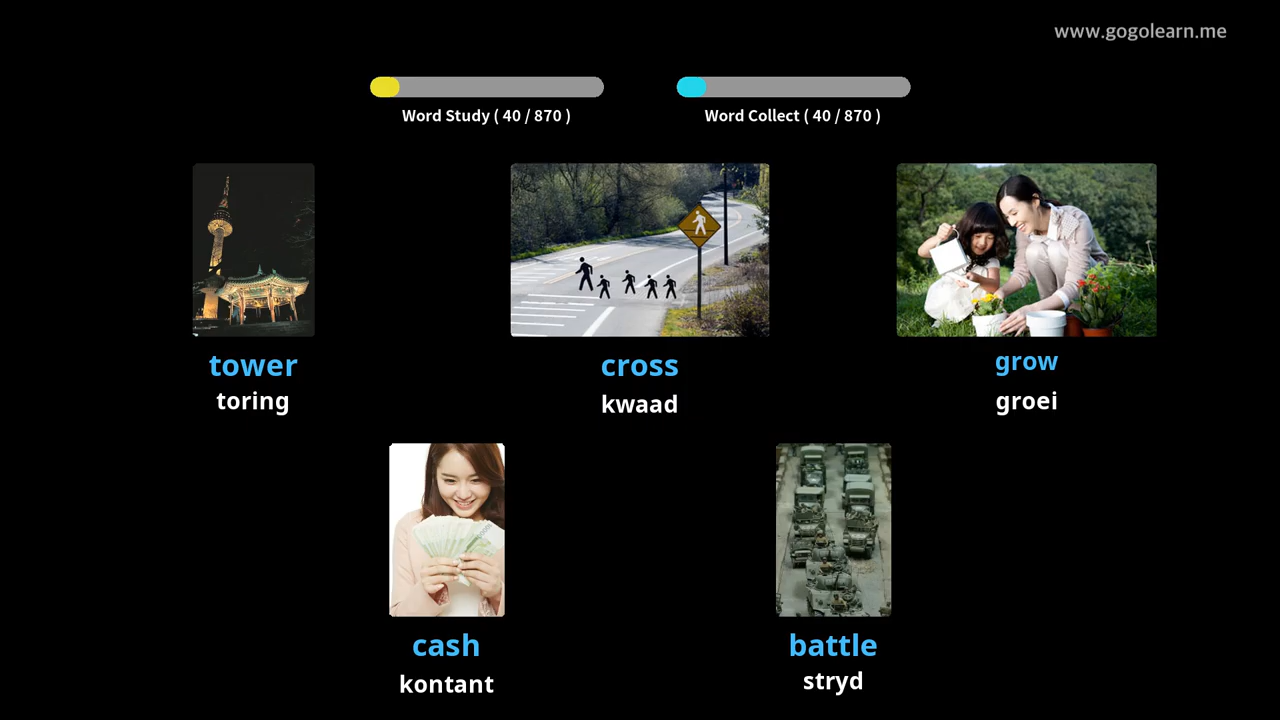 www.gogolearn.me
Word Study ( 40 / 870 )
Word Collect ( 40 / 870 )
tower
toring
cross
kwaad
grow
groei
cash
kontant
battle
stryd